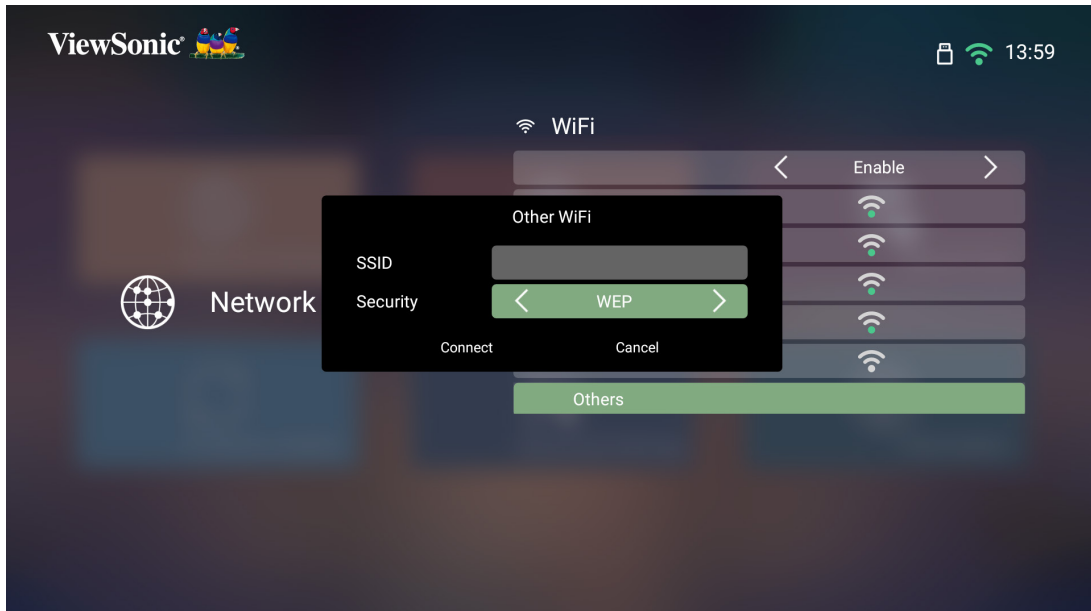 ViewSonic®
13:59
WiFi
Enable
Other WiFi
SSID
Security
WEP
Network
Connect
Cancel
Others